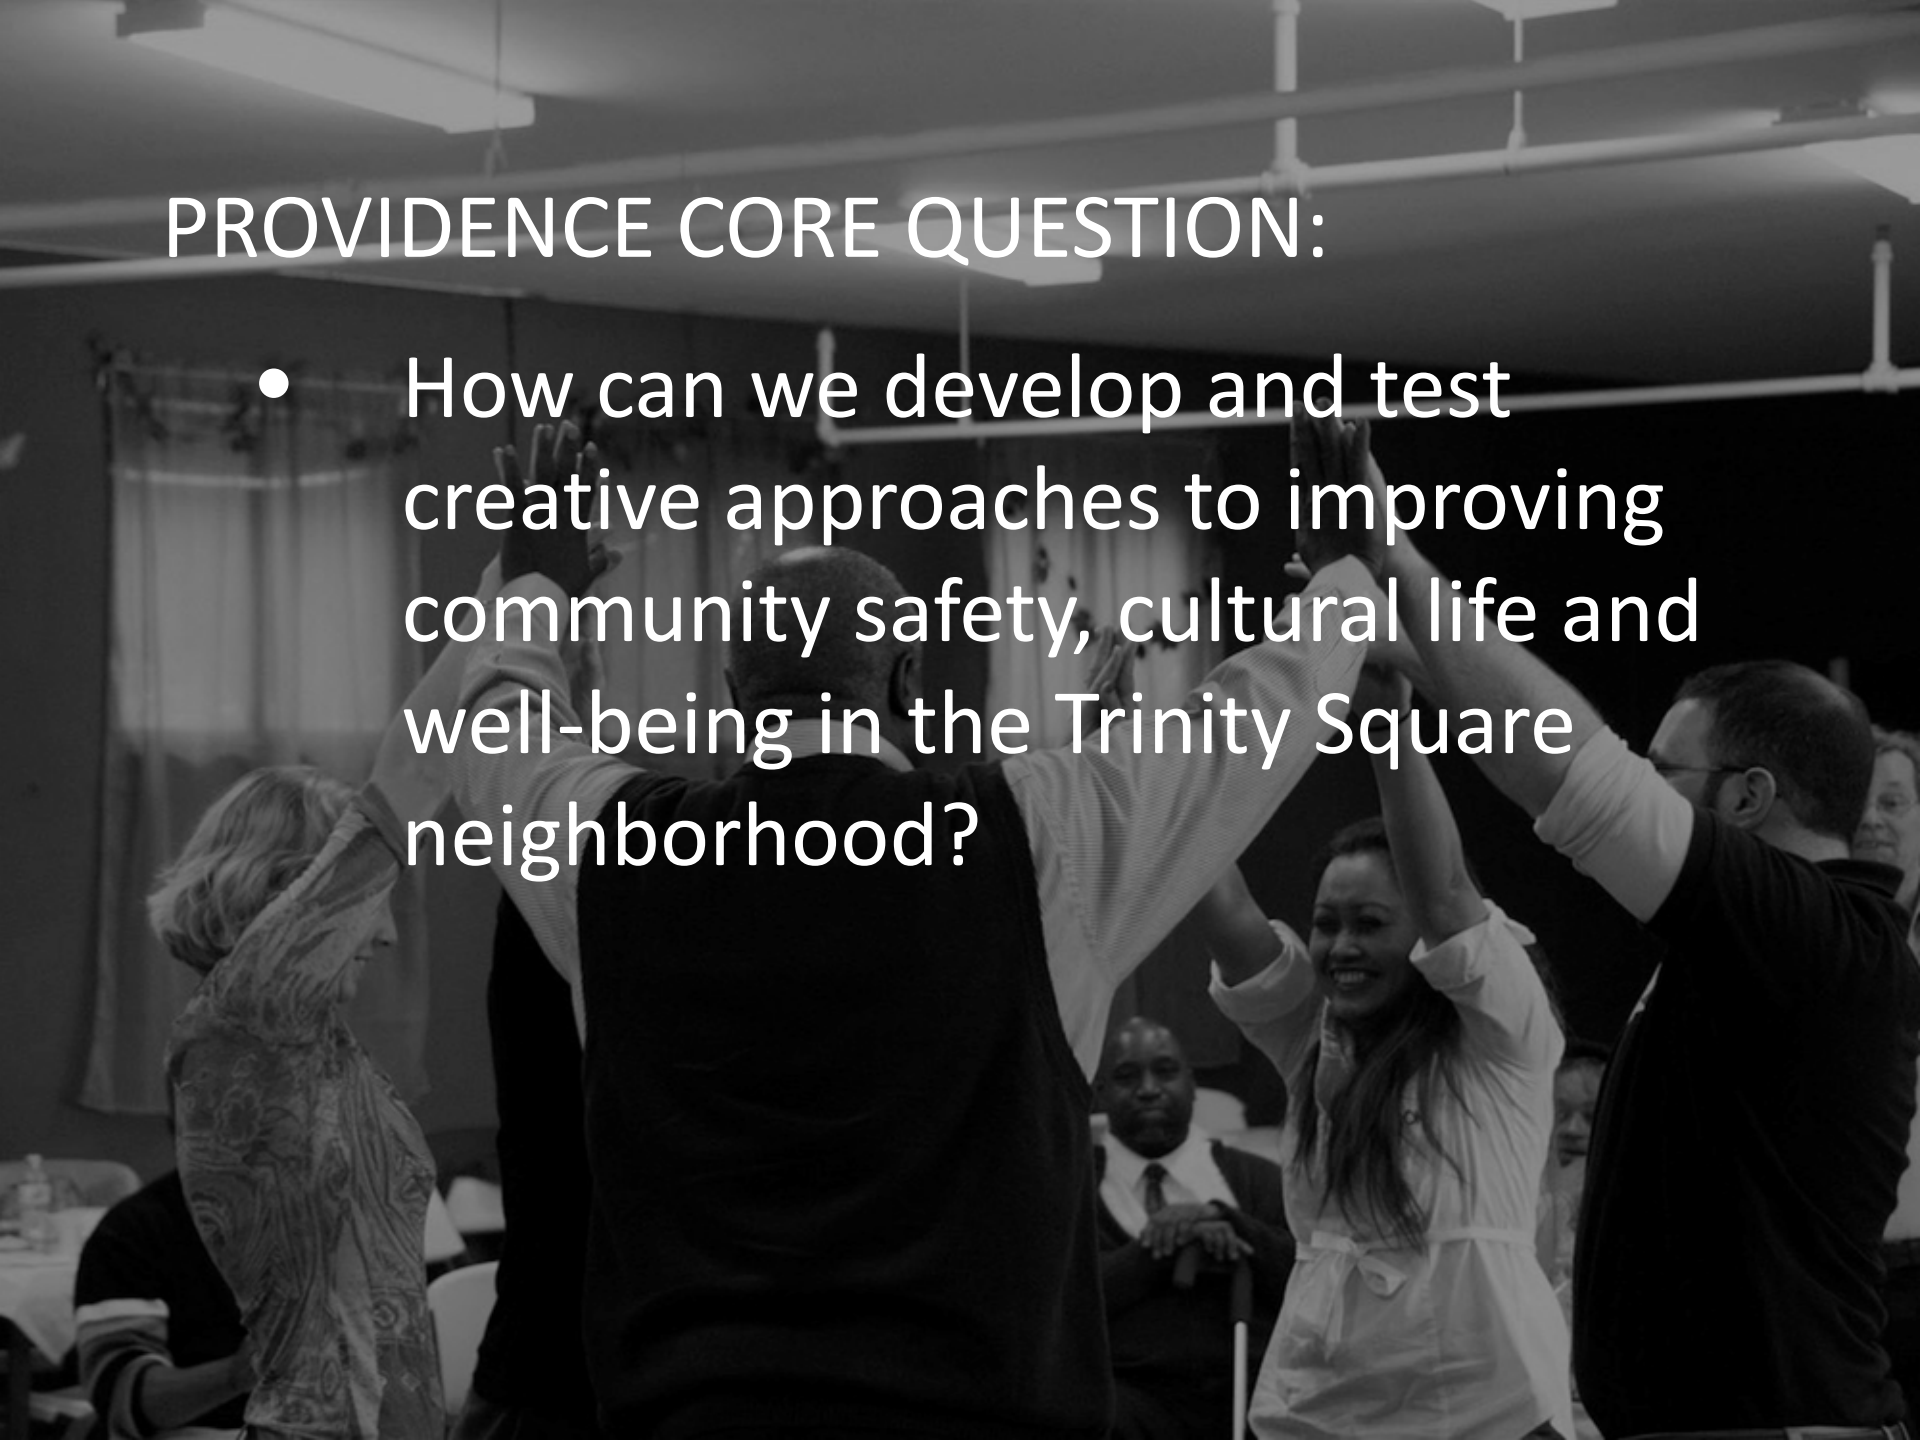 PROVIDENCE CORE QUESTION:
• How can we develop and test
creative approaches to improving
community safety, cultural life and
well-being in the Trinity Square
neighborhood?